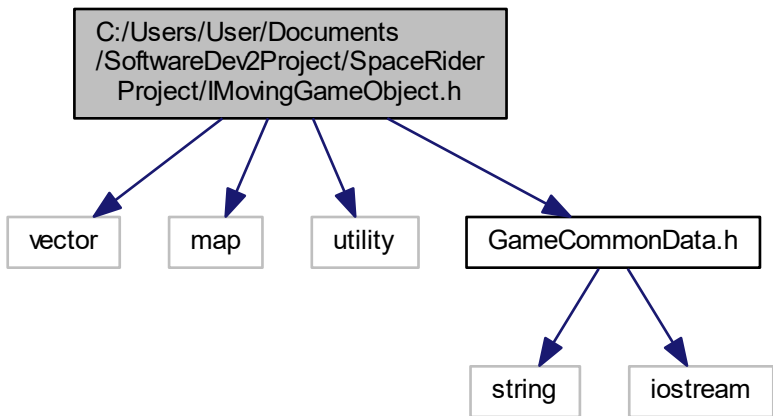 C:/Users/User/Documents
/SoftwareDev2Project/SpaceRider
Project/IMovingGameObject.h
vector
map
utility
GameCommonData.h
string
iostream